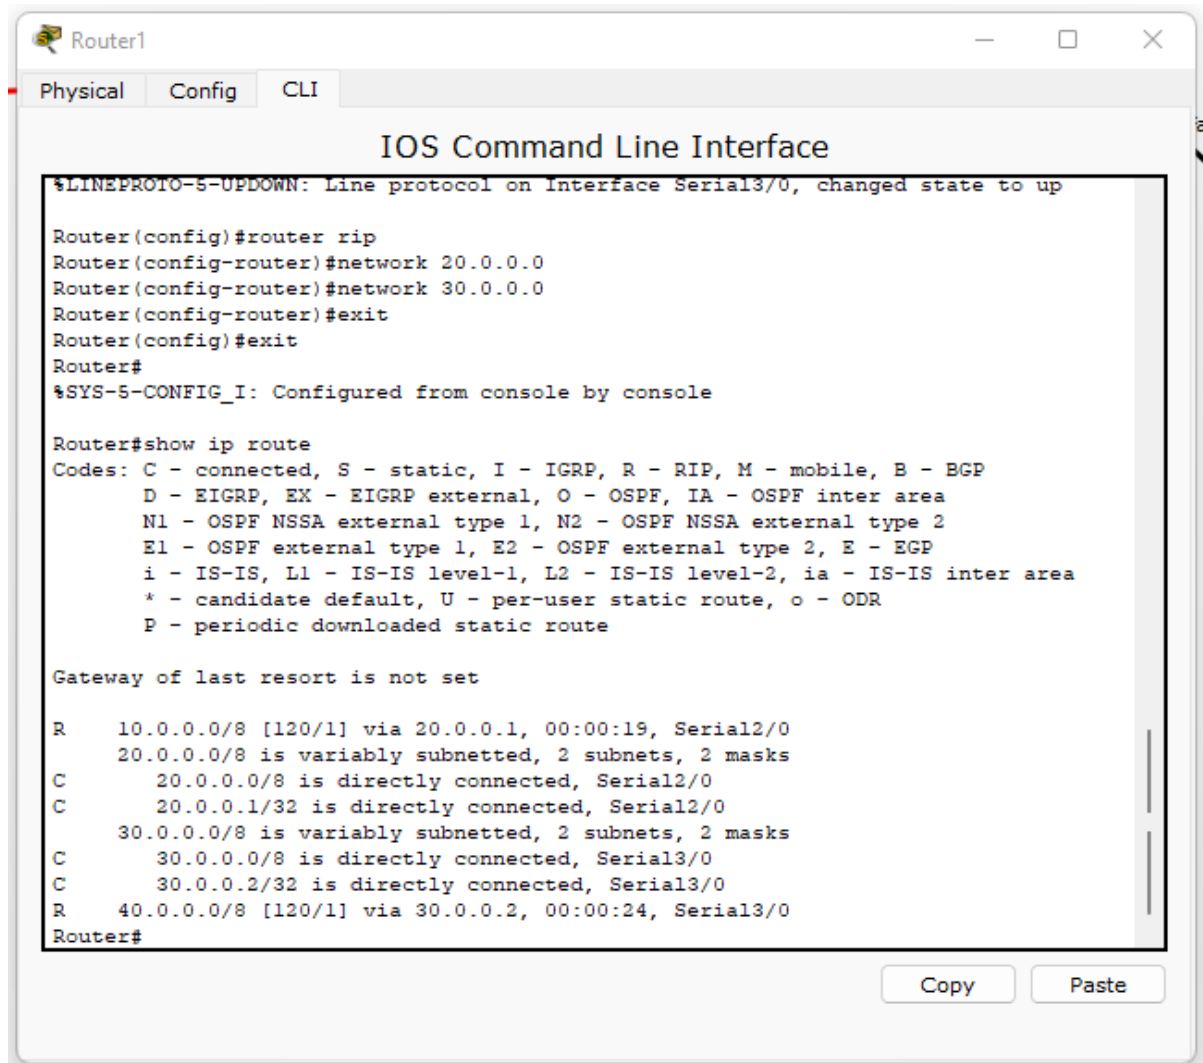 Router1
Physical Config CLI
IOS Command Line Interface
%LINEPROTO-5-UPDOWN: Line protocol on Interface Serial3/0, changed state to up
Router(config)#router rip
Router(config-router)#network 20.0.0.0
Router(config-router)#network 30.0.0.0
Router(config-router)#exit
Router(config)#exit
Router#
%SYS-5-CONFIG_I: Configured from console by console
Router#show ip route
Codes: C - connected, S - static, I - IGRP, R - RIP, M - mobile, B - BGP
       D - EIGRP, EX - EIGRP external, O - OSPF, IA - OSPF inter area
       N1 - OSPF NSSA external type 1, N2 - OSPF NSSA external type 2
       E1 - OSPF external type 1, E2 - OSPF external type 2, E - EGP
       i - IS-IS, L1 - IS-IS level-1, L2 - IS-IS level-2, ia - IS-IS inter area
       * - candidate default, U - per-user static route, o - ODR
       P - periodic downloaded static route
Gateway of last resort is not set
R    10.0.0.0/8 [120/1] via 20.0.0.1, 00:00:19, Serial2/0
     20.0.0.0/8 is variably subnetted, 2 subnets, 2 masks
C       20.0.0.0/8 is directly connected, Serial2/0
C       20.0.0.1/32 is directly connected, Serial2/0
     30.0.0.0/8 is variably subnetted, 2 subnets, 2 masks
C       30.0.0.0/8 is directly connected, Serial3/0
C       30.0.0.2/32 is directly connected, Serial3/0
R    40.0.0.0/8 [120/1] via 30.0.0.2, 00:00:24, Serial3/0
Router#
Copy Paste